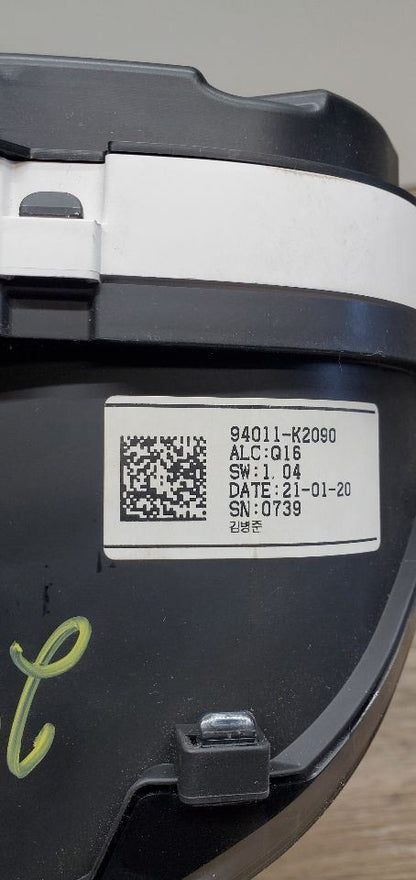 94011-K2090
ALC:Q16
SW:1.04
DATE:21-01-20
SN:0739
김병준